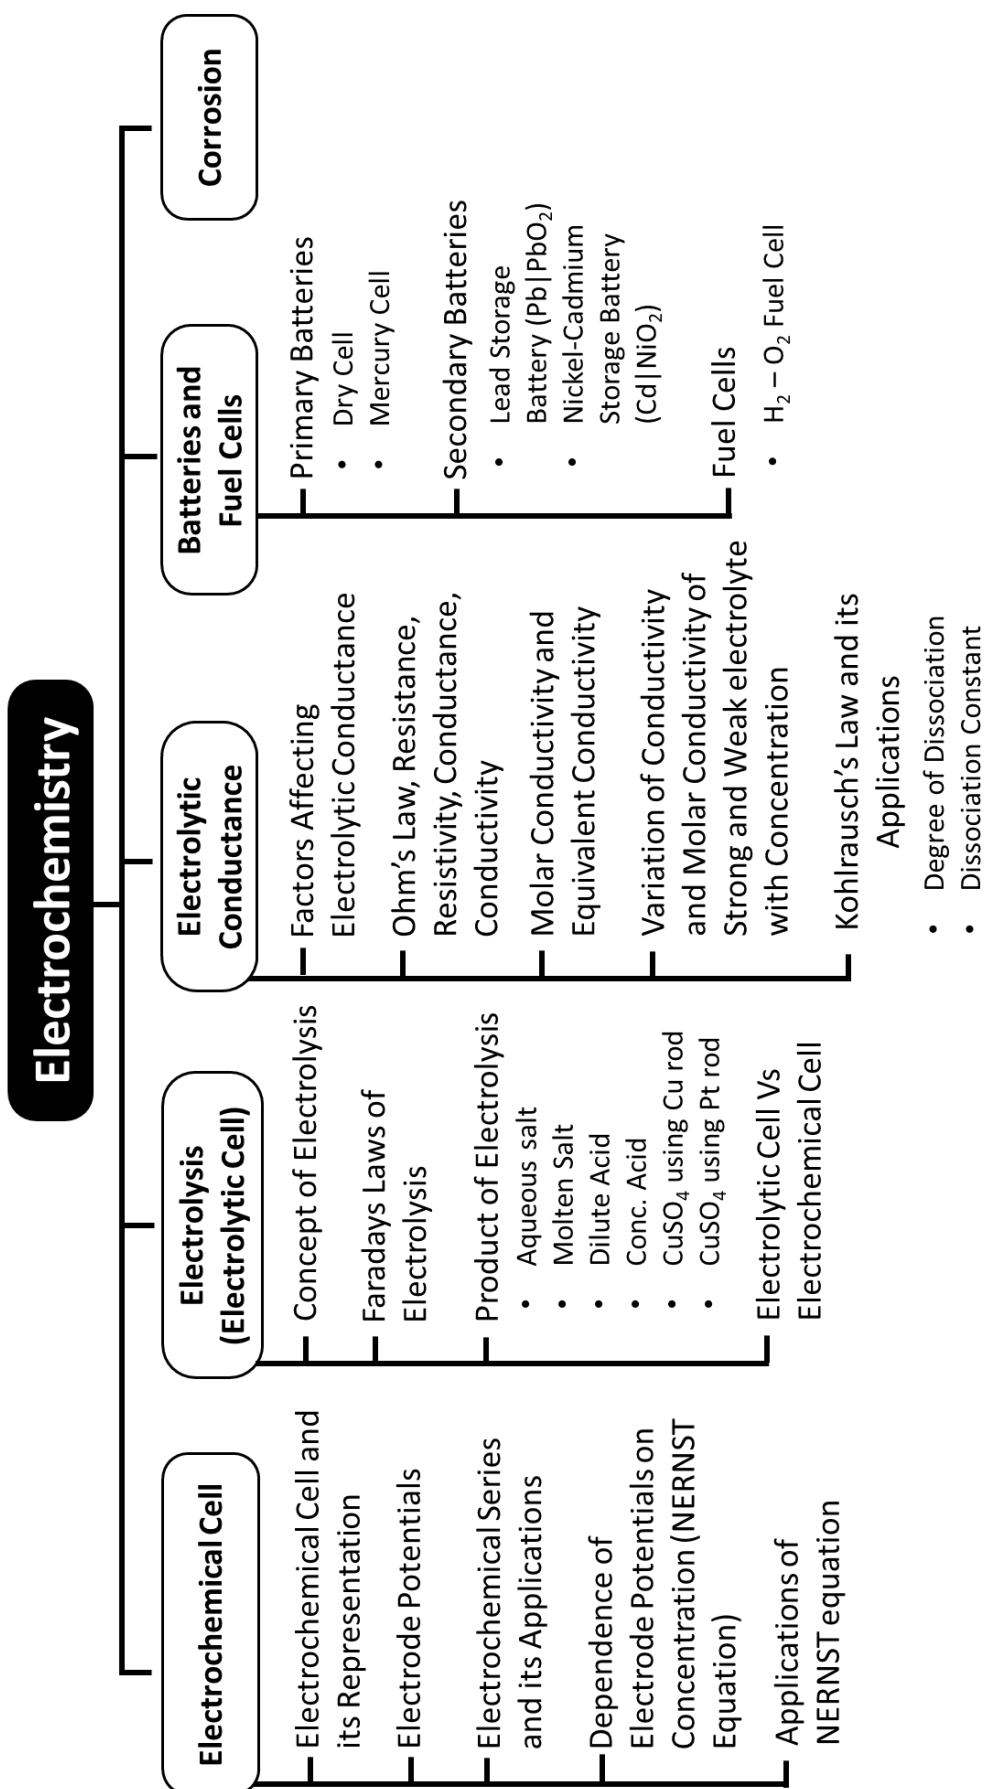 Electrochemistry
Electrochemical Cell
Electrochemical Cell and
its Representation
Electrode Potentials
Electrochemical Series
and its Applications
Dependence of
Electrode Potentials on
Concentration (NERNST
Equation)
Applications of
NERNST equation
Electrolysis
(Electrolytic Cell)
Concept of Electrolysis
Faradays Laws of
Electrolysis
Product of Electrolysis
• Aqueous salt
• Molten Salt
• Dilute Acid
• Conc. Acid
• CuSO₄ using Cu rod
• CuSO₄ using Pt rod
Electrolytic Cell Vs
Electrochemical Cell
Electrolytic
Conductance
Factors Affecting
Electrolytic Conductance
Ohm's Law, Resistance,
Resistivity, Conductance,
Conductivity
Molar Conductivity and
Equivalent Conductivity
Variation of Conductivity
and Molar Conductivity of
Strong and Weak electrolyte
with Concentration
Kohlrausch's Law and its
Applications
• Degree of Dissociation
• Dissociation Constant
Batteries and
Fuel Cells
Primary Batteries
• Dry Cell
• Mercury Cell
Secondary Batteries
• Lead Storage
Battery (Pb|PbO₂)
• Nickel-Cadmium
Storage Battery
(Cd|NiO₂)
Fuel Cells
• H₂ – O₂ Fuel Cell
Corrosion